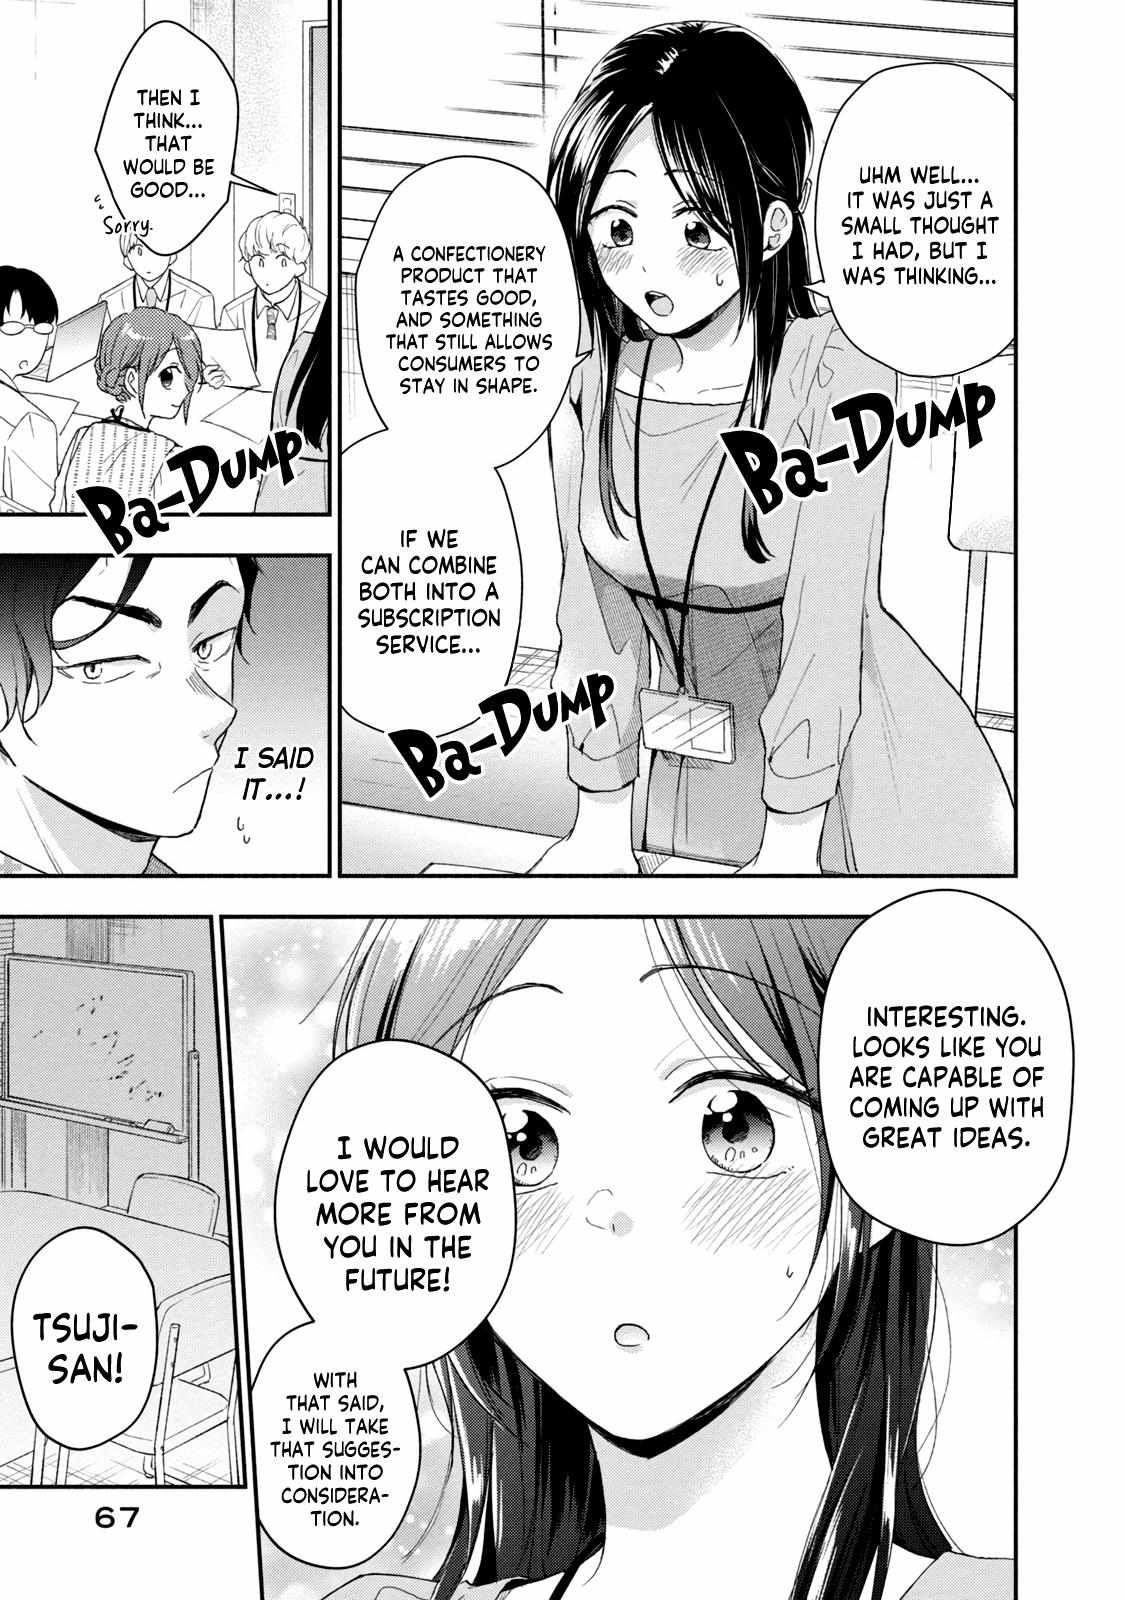 UHM WELL...
IT WAS JUST A
SMALL THOUGHT
I HAD, BUT I
WAS THINKING...
A CONFECTIONERY
PRODUCT THAT
TASTES GOOD,
AND SOMETHING
THAT STILL ALLOWS
CONSUMERS TO
STAY IN SHAPE.
BA-DUMP
IF WE
CAN COMBINE
BOTH INTO A
SUBSCRIPTION
SERVICE...
BA-DUMP
THEN I
THINK...
THAT
WOULD BE
GOOD...
Sorry.
BA-DUMP
I SAID
IT...!
INTERESTING.
LOOKS LIKE YOU
ARE CAPABLE OF
COMING UP WITH
GREAT IDEAS.
I WOULD
LOVE TO HEAR
MORE FROM
YOU IN THE
FUTURE!
WITH
THAT SAID,
I WILL TAKE
THAT SUGGES-
TION INTO
CONSIDERA-
TION.
TSUJI-
SAN!
67